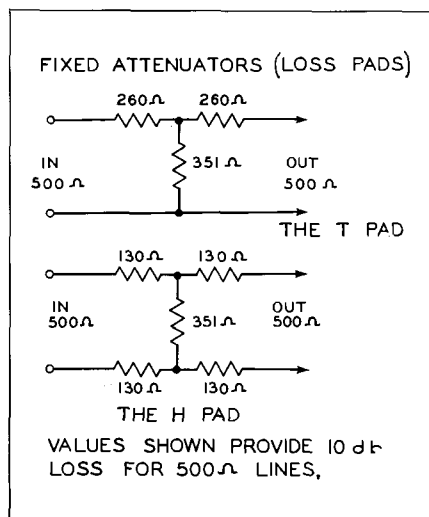 FIXED ATTENUATORS (LOSS PADS)
260Ω 260Ω
351Ω
IN
500Ω
OUT
500Ω
THE T PAD
130Ω 130Ω
IN
500Ω
351Ω
OUT
500Ω
130Ω 130Ω
THE H PAD
VALUES SHOWN PROVIDE 10 db
LOSS FOR 500Ω LINES,